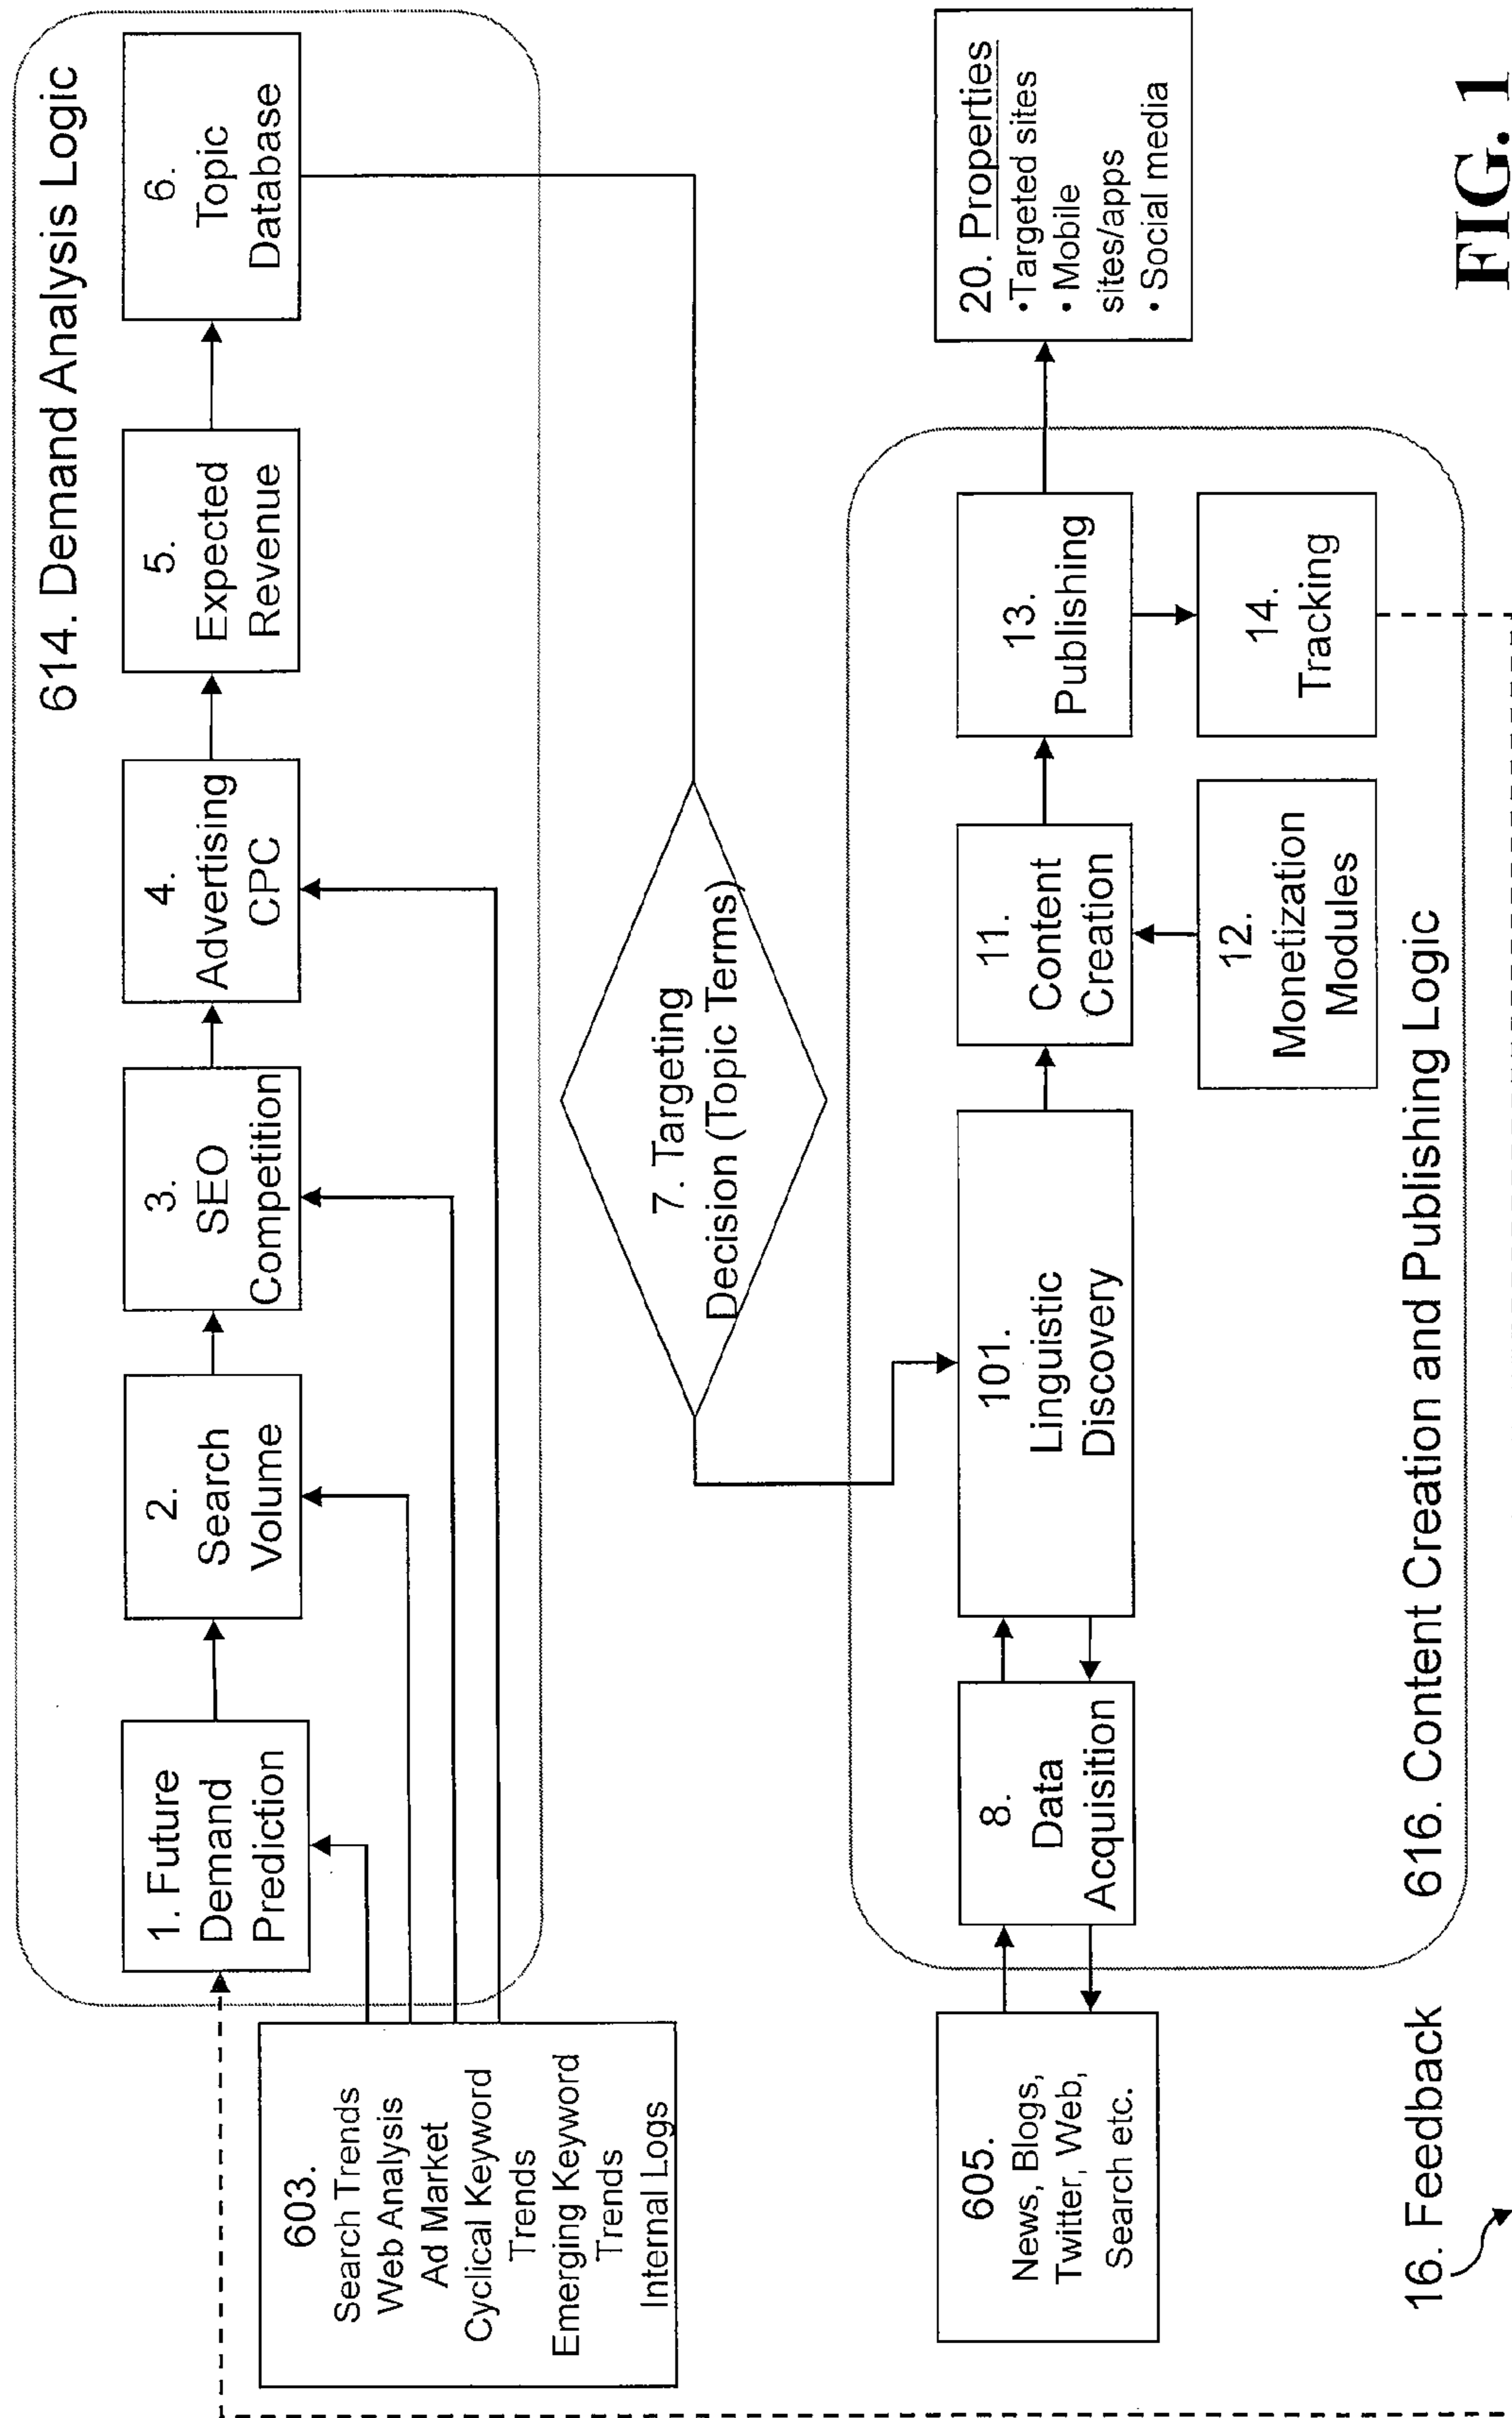 614. Demand Analysis Logic
1. Future
Demand
Prediction
2.
Search
Volume
3.
SEO
Competition
4.
Advertising
CPC
5.
Expected
Revenue
6.
Topic
Database
603.
Search Trends
Web Analysis
Ad Market
Cyclical Keyword
Trends
Emerging Keyword
Trends
Internal Logs
7. Targeting
Decision (Topic Terms)
605.
News, Blogs,
Twitter, Web,
Search etc.
8.
Data
Acquisition
101.
Linguistic
Discovery
11.
Content
Creation
12.
Monetization
Modules
13.
Publishing
14.
Tracking
20. Properties
•Targeted sites
• Mobile
sites/apps
• Social media
616. Content Creation and Publishing Logic
16. Feedback
FIG. 1